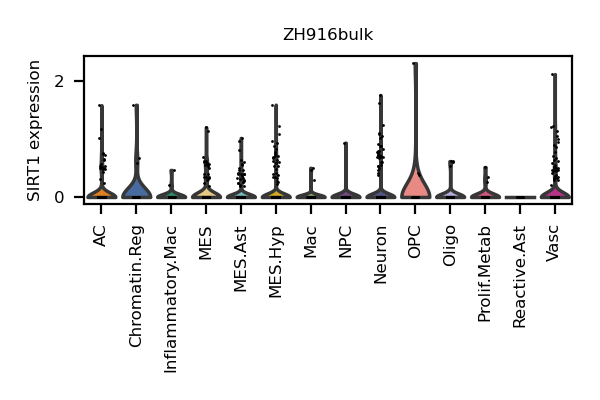 ZH916bulk
SIRT1 expression
2
0
AC
Chromatin.Reg
Inflammatory.Mac
MES
MES.Ast
MES.Hyp
Mac
NPC
Neuron
OPC
Oligo
Prolif.Metab
Reactive.Ast
Vasc